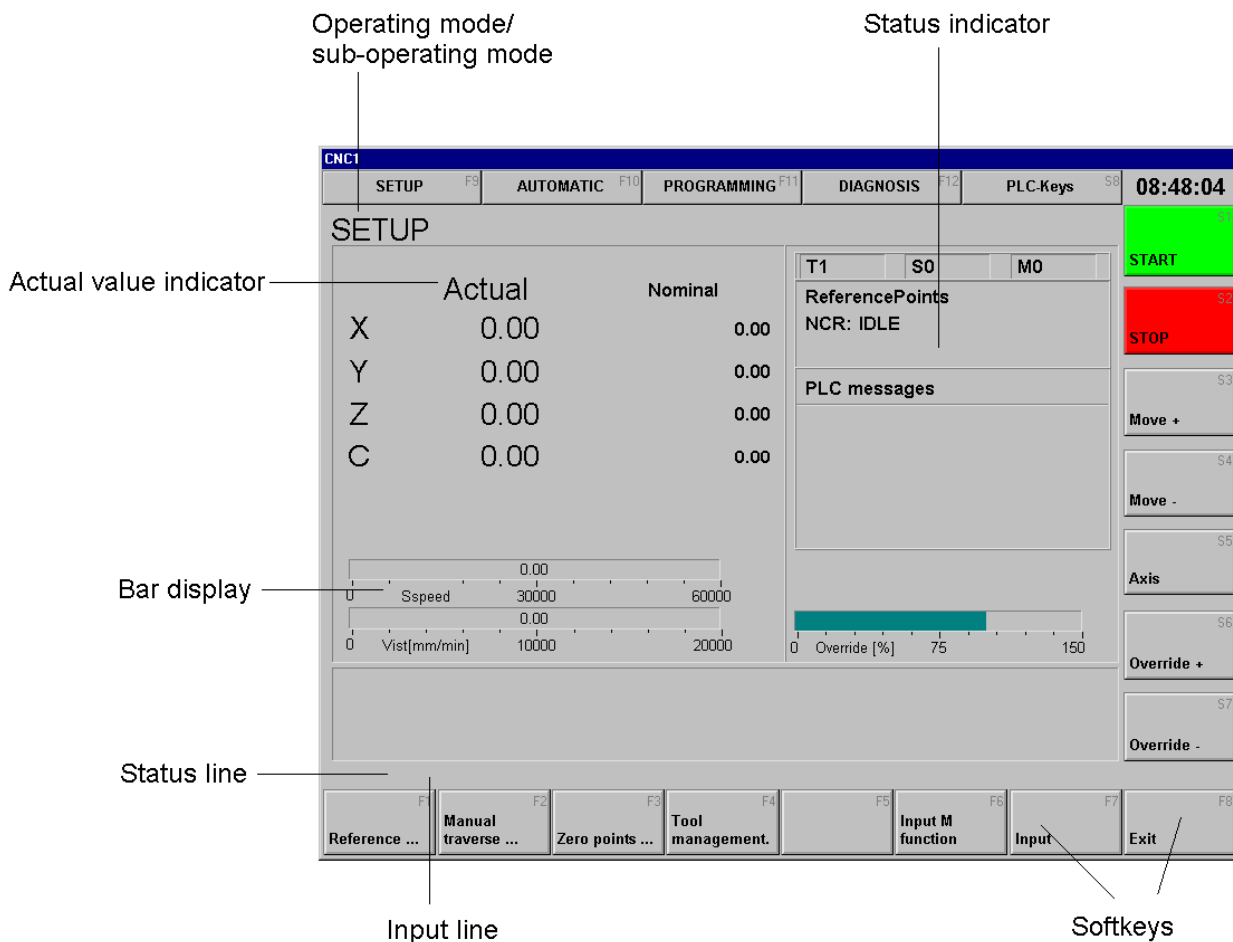 Operating mode/
sub-operating mode
Status indicator
CNC1
SETUP F9 AUTOMATIC F10 PROGRAMMING F11 DIAGNOSIS F12 PLC-Keys S8 08:48:04
SETUP
S1
START
Actual value indicator
Actual Nominal
X 0.00 0.00
Y 0.00 0.00
Z 0.00 0.00
C 0.00 0.00
T1 S0 M0
ReferencePoints
NCR: IDLE
PLC messages
S2
STOP
S3
Move +
S4
Move -
S5
Axis
S6
Override +
S7
Override -
Bar display
0.00
0 Sspeed 30000 60000
0.00
0 Vist[mm/min] 10000 20000
0 Override [%] 75 150
Status line
F1
Reference ...
F2
Manual
traverse ...
F3
Zero points ...
F4
Tool
management.
F5
F6
Input M
function
F7
Input
F8
Exit
Input line
Softkeys